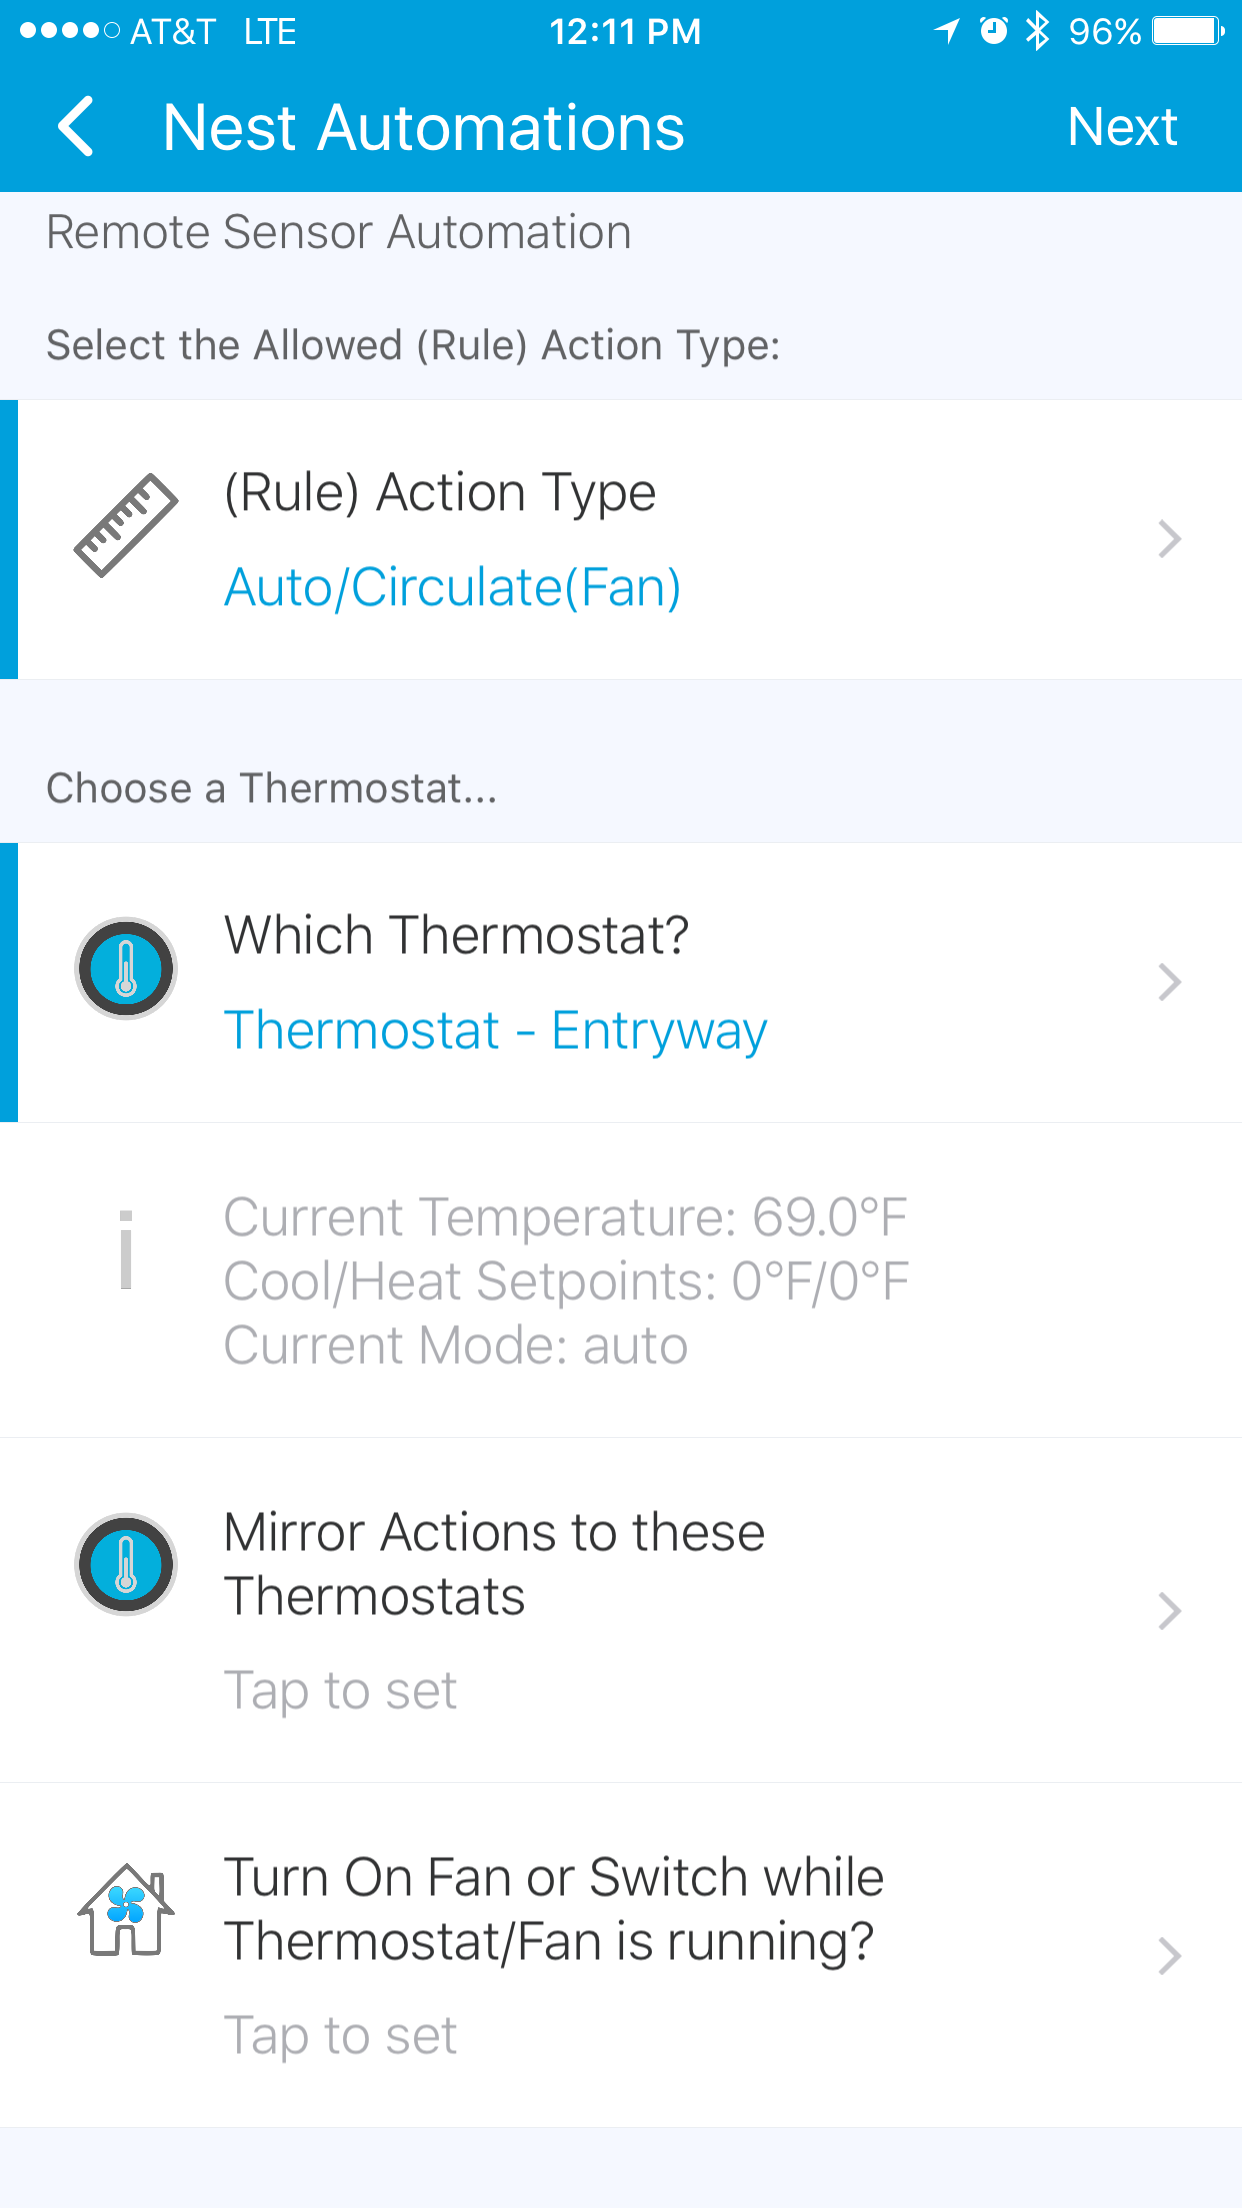 AT&T LTE 12:11 PM 96%
Nest Automations Next
Remote Sensor Automation
Select the Allowed (Rule) Action Type:
(Rule) Action Type
Auto/Circulate(Fan)
Choose a Thermostat...
Which Thermostat?
Thermostat - Entryway
Current Temperature: 69.0°F
Cool/Heat Setpoints: 0°F/0°F
Current Mode: auto
Mirror Actions to these
Thermostats
Tap to set
Turn On Fan or Switch while
Thermostat/Fan is running?
Tap to set